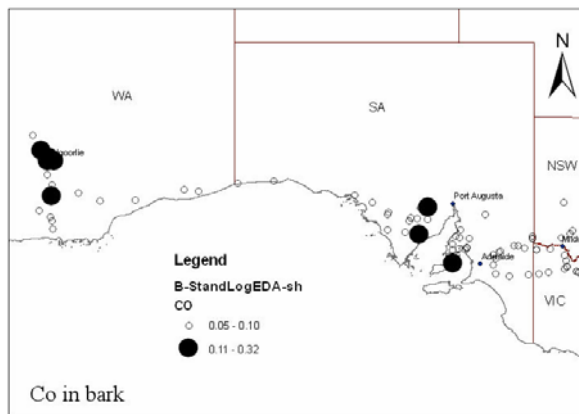 N
WA
SA
NSW
Port Augusta
Adelaide
VIC
Legend
B-StandLogEDA-sh
CO
0.05 - 0.10
0.11 - 0.32
Co in bark